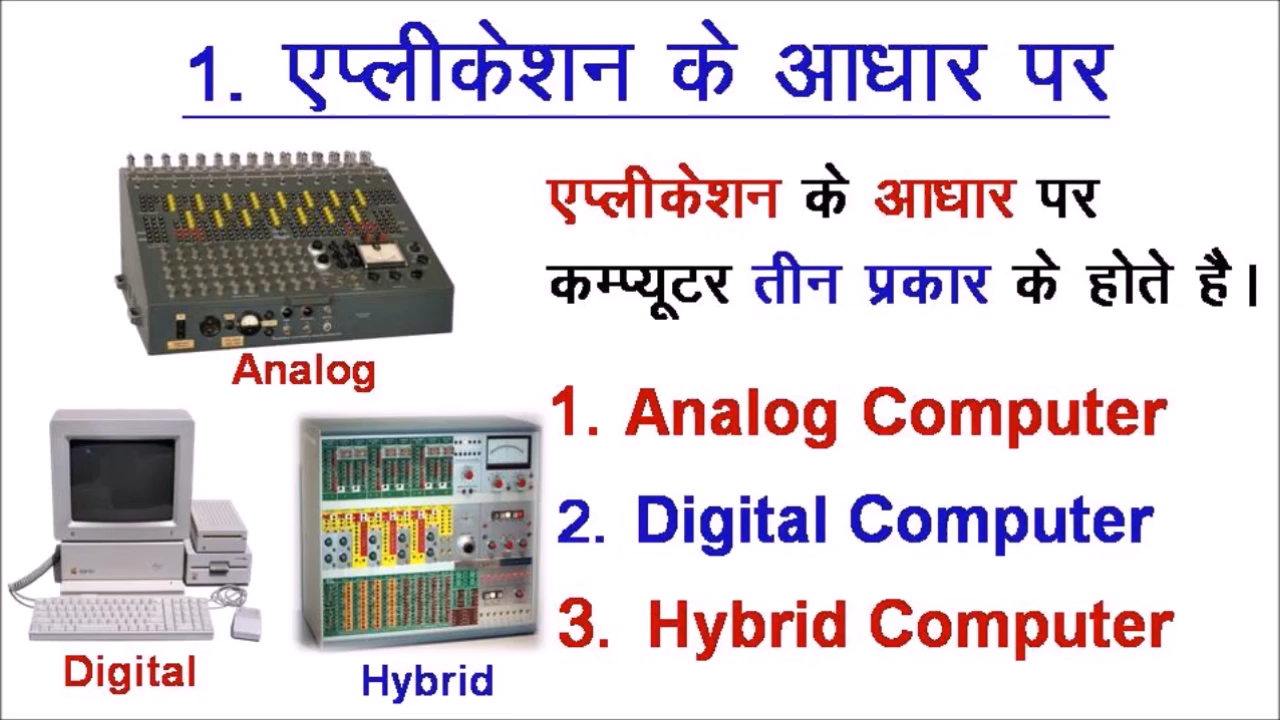 1. एप्लीकेशन के आधार पर
एप्लीकेशन के आधार पर
कम्प्यूटर तीन प्रकार के होते है।
Analog
1. Analog Computer
2. Digital Computer
3. Hybrid Computer
Digital
Hybrid